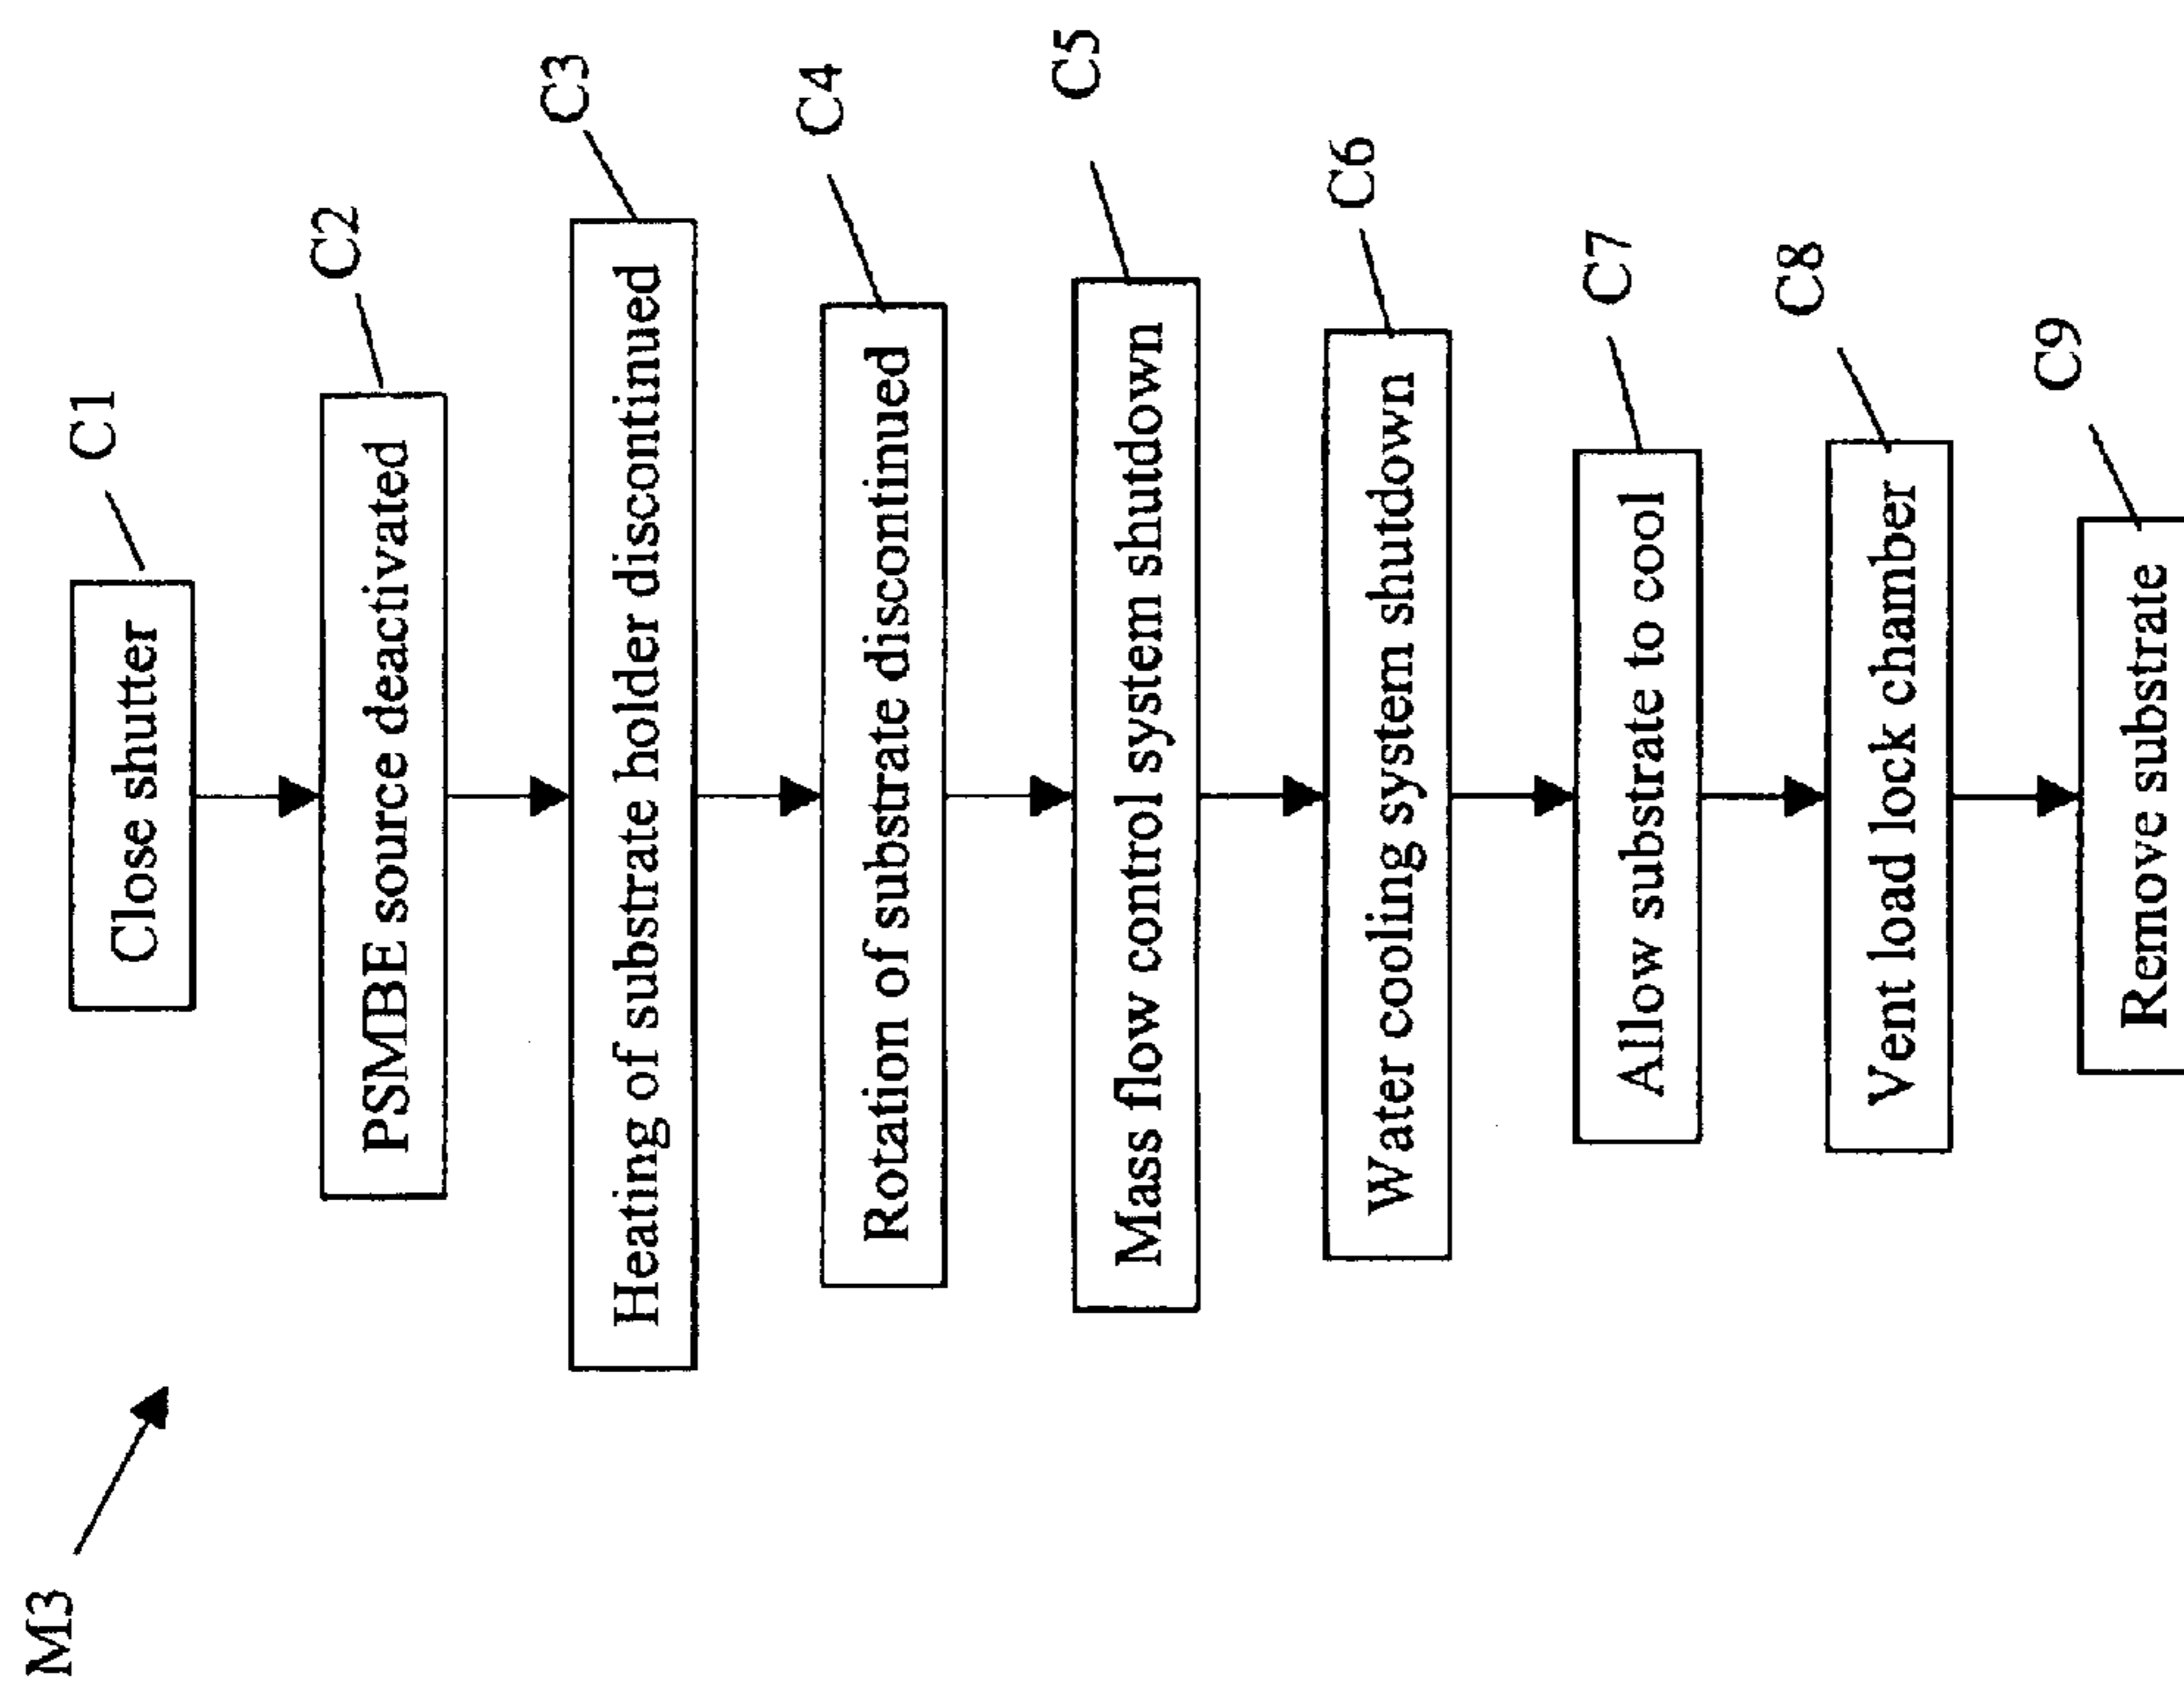 M3
Close shutter
C1
PSMBE source deactivated
C2
Heating of substrate holder discontinued
C3
Rotation of substrate discontinued
C4
Mass flow control system shutdown
C5
Water cooling system shutdown
C6
Allow substrate to cool
C7
Vent load lock chamber
C8
Remove substrate
C9